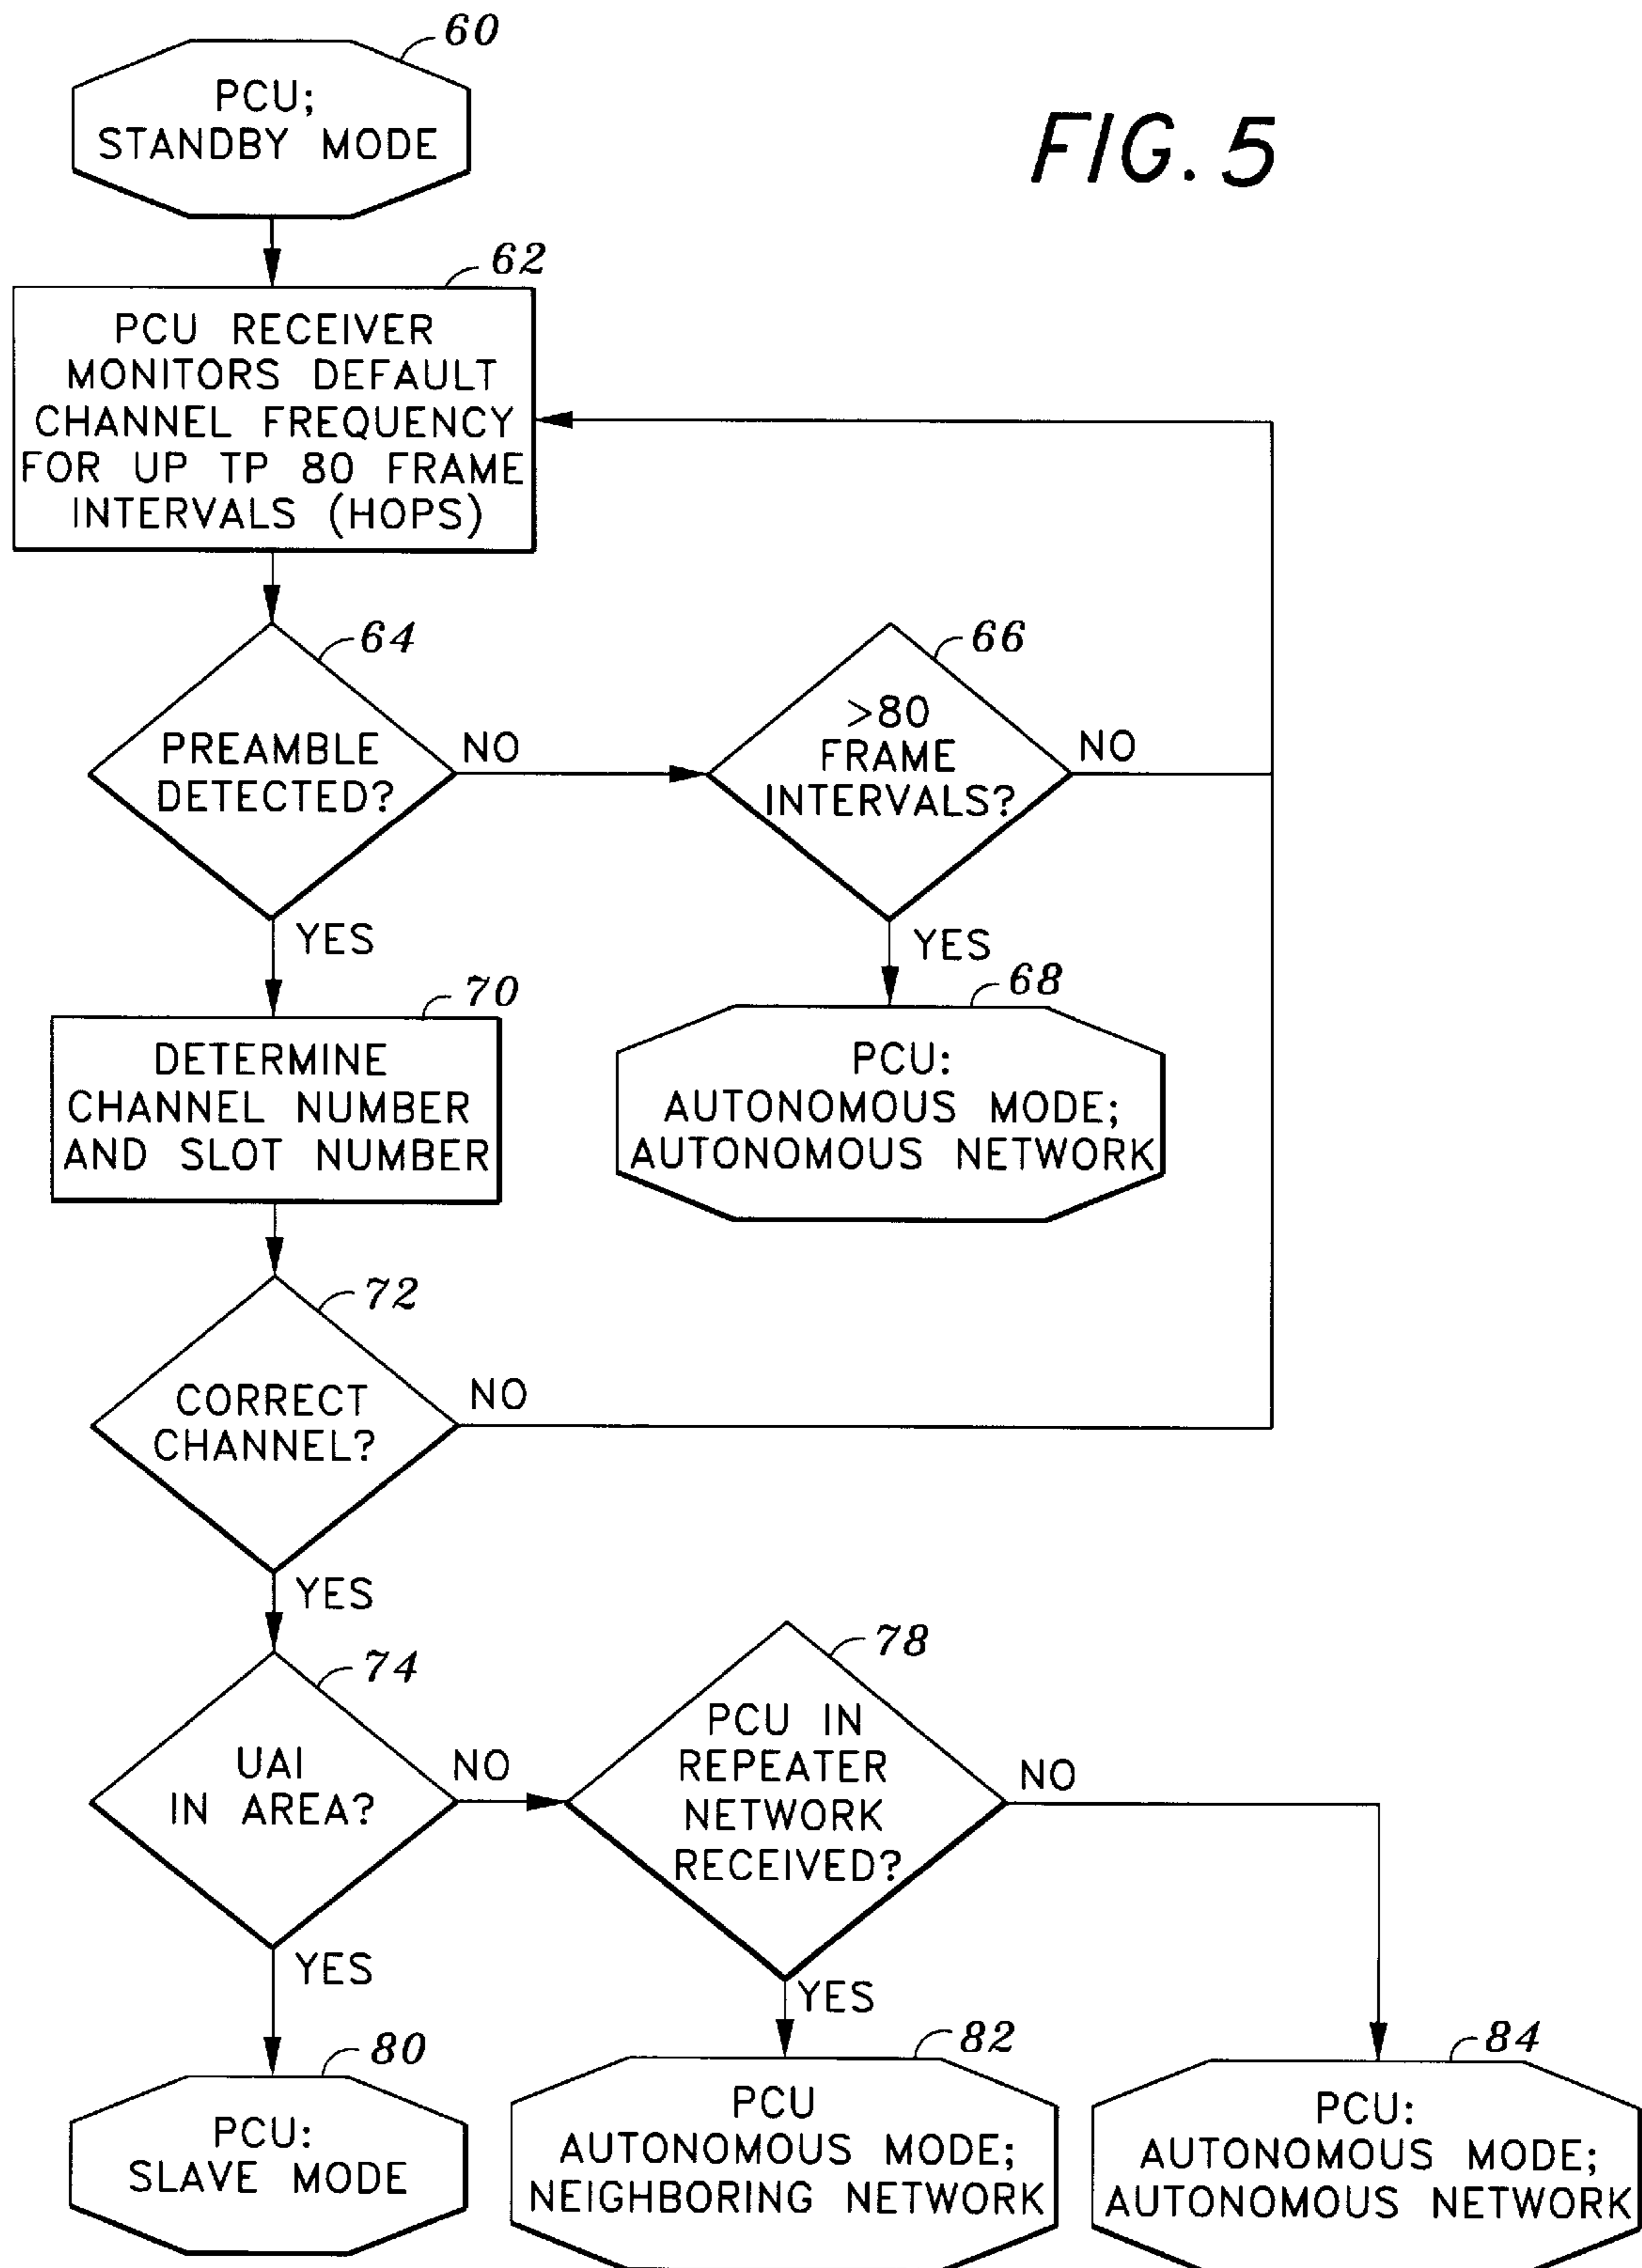 60
PCU;
STANDBY MODE
FIG. 5
62
PCU RECEIVER
MONITORS DEFAULT
CHANNEL FREQUENCY
FOR UP TP 80 FRAME
INTERVALS (HOPS)
64
PREAMBLE
DETECTED?
NO
YES
66
>80
FRAME
INTERVALS?
NO
YES
68
PCU:
AUTONOMOUS MODE;
AUTONOMOUS NETWORK
70
DETERMINE
CHANNEL NUMBER
AND SLOT NUMBER
72
CORRECT
CHANNEL?
NO
YES
74
UAI
IN AREA?
NO
YES
78
PCU IN
REPEATER
NETWORK
RECEIVED?
NO
YES
80
PCU:
SLAVE MODE
82
PCU
AUTONOMOUS MODE;
NEIGHBORING NETWORK
84
PCU:
AUTONOMOUS MODE;
AUTONOMOUS NETWORK